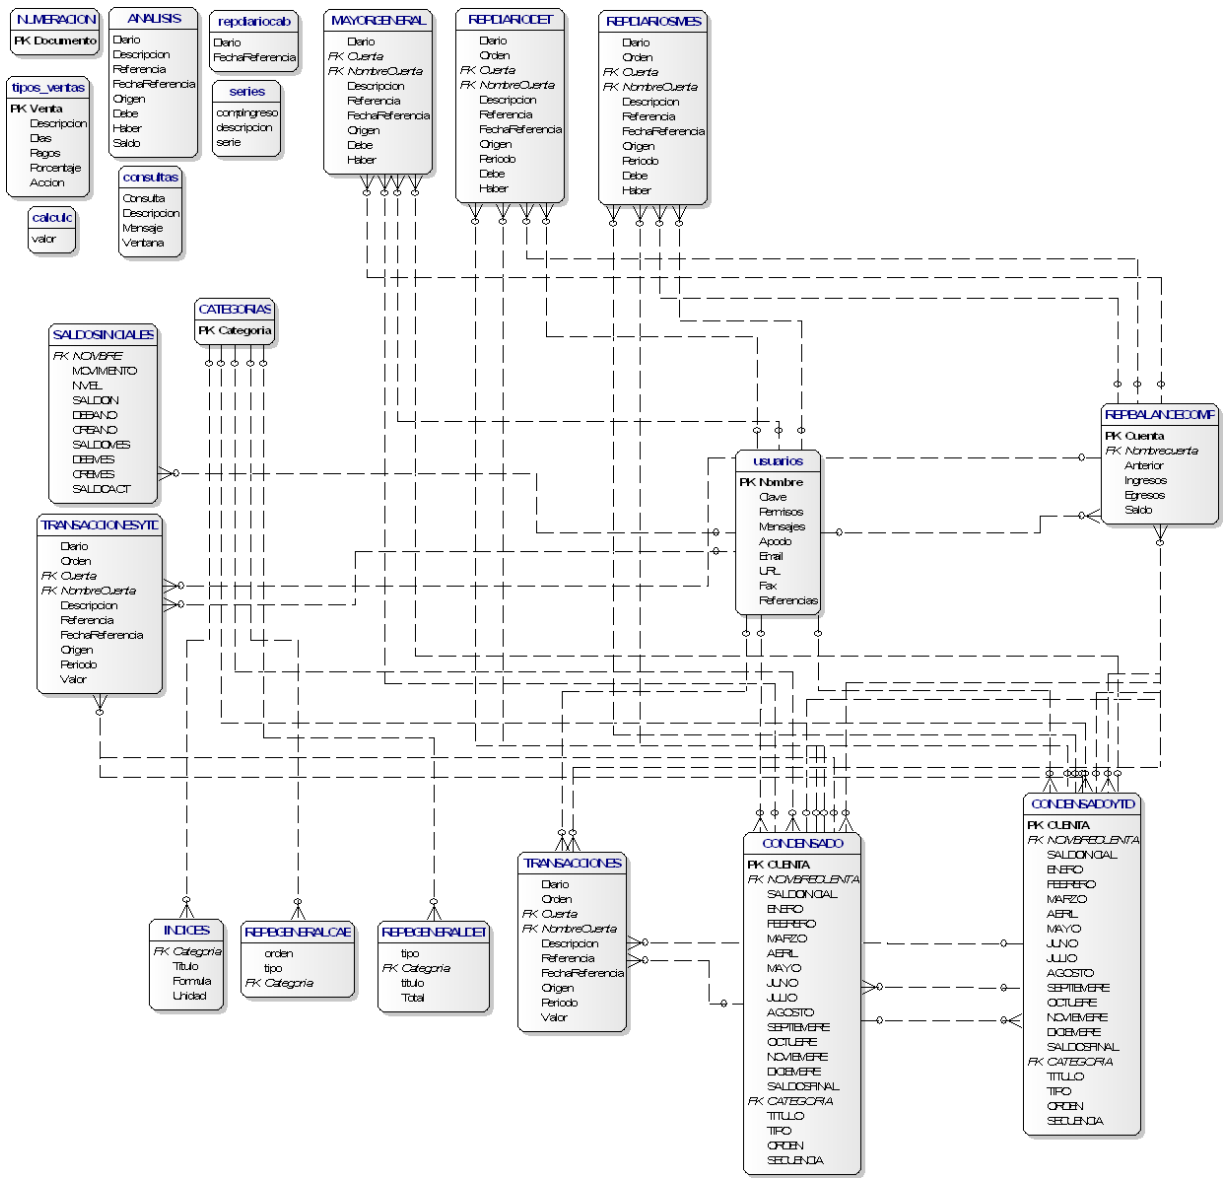 NUMERACION
PK Documento
ANALISIS
Diario
Descripcion
Referencia
FechaReferencia
Origen
Debe
Haber
Saldo
repdiariocab
Diario
FechaReferencia
MAYORGENERAL
Diario
FK Cuenta
FK NombreCuenta
Descripcion
Referencia
FechaReferencia
Origen
Debe
Haber
REPDIARIODET
Diario
Orden
FK Cuenta
FK NombreCuenta
Descripcion
Referencia
FechaReferencia
Origen
Periodo
Debe
Haber
REPDIARIOSMES
Diario
Orden
FK Cuenta
FK NombreCuenta
Descripcion
Referencia
FechaReferencia
Origen
Periodo
Debe
Haber
tipos_ventas
PK Venta
Descripcion
Dias
Pagos
Porcentaje
Accion
series
compingreso
descripcion
serie
consultas
Consulta
Descripcion
Mensaje
Ventana
calculo
valor
CATEGORIAS
PK Categoria
SALDOSINICIALES
FK NOMBRE
MOVIMIENTO
NIVEL
SALDOIN
DEBANO
CREANO
SALDOMES
DEBMES
CREMES
SALDOACT
REPBALANCECOMP
PK Cuenta
FK Nombrecuenta
Anterior
Ingresos
Egresos
Saldo
usuarios
PK Nombre
Clave
Permisos
Mensajes
Apodo
Email
URL
Fax
Referencias
TRANSACCIONESYTD
Diario
Orden
FK Cuenta
FK NombreCuenta
Descripcion
Referencia
FechaReferencia
Origen
Periodo
Valor
INDICES
FK Categoria
Titulo
Formula
Unidad
REPBGENERALCAB
orden
tipo
FK Categoria
REPBGENERALDET
tipo
FK Categoria
titulo
Total
TRANSACCIONES
Diario
Orden
FK Cuenta
FK NombreCuenta
Descripcion
Referencia
FechaReferencia
Origen
Periodo
Valor
CONDENSADO
PK CUENTA
FK NOMBRECUENTA
SALDOINICIAL
ENERO
FEBRERO
MARZO
ABRIL
MAYO
JUNIO
JULIO
AGOSTO
SEPTIEMBRE
OCTUBRE
NOVIEMBRE
DICIEMBRE
SALDOSFINAL
FK CATEGORIA
TITULO
TIPO
ORDEN
SECUENCIA
CONDENSADOYTD
PK CUENTA
FK NOMBRECUENTA
SALDOINICIAL
ENERO
FEBRERO
MARZO
ABRIL
MAYO
JUNIO
JULIO
AGOSTO
SEPTIEMBRE
OCTUBRE
NOVIEMBRE
DICIEMBRE
SALDOSFINAL
FK CATEGORIA
TITULO
TIPO
ORDEN
SECUENCIA